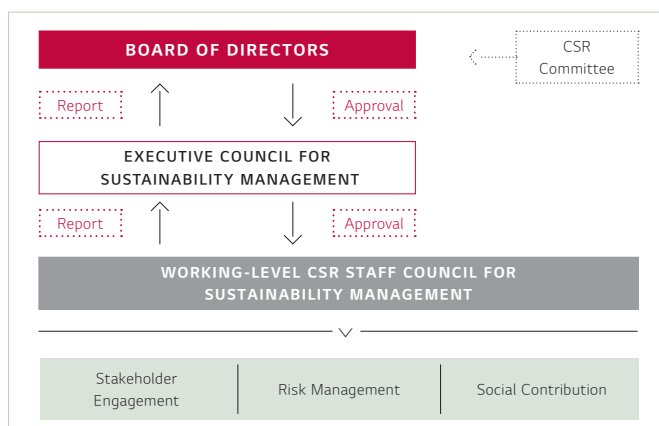 BOARD OF DIRECTORS
CSR
Committee
Report
Approval
EXECUTIVE COUNCIL FOR
SUSTAINABILITY MANAGEMENT
Report
Approval
WORKING-LEVEL CSR STAFF COUNCIL FOR
SUSTAINABILITY MANAGEMENT
Stakeholder
Engagement
Risk Management
Social Contribution